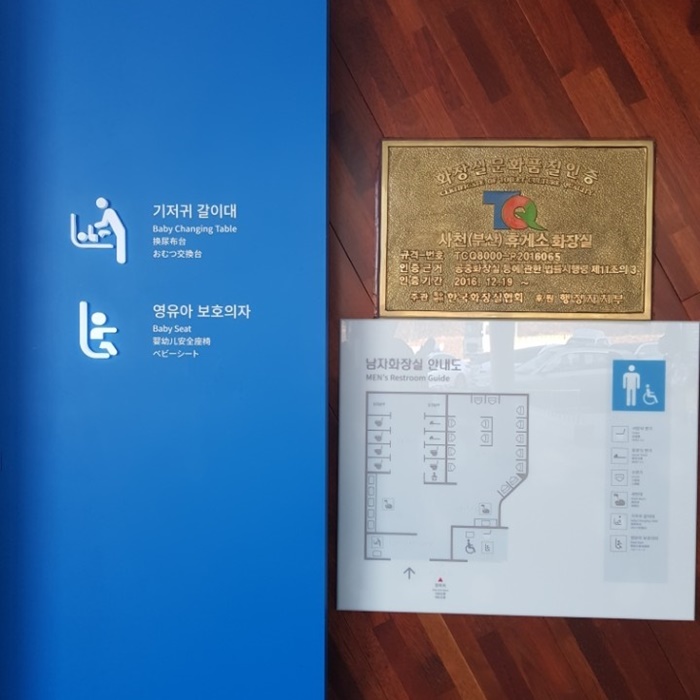 기저귀 갈이대
Baby Changing Table
换尿布台
おむつ交換台
영유아 보호의자
Baby Seat
婴幼儿安全座椅
ベビーシート
화장실문화품질인증
CERTIFICATE OF TOILET CULTURE QUALITY
TCQ
사천(부산)휴게소화장실
규격-번호 TCQ8000-R2016065
인증근거 공중화장실 등에 관한 법률시행령 제11조의 3
인증기간 2016. 12. 19 ~
주관 한국화장실협회 후원 행정자치부
남자화장실 안내도
MEN's Restroom Guide